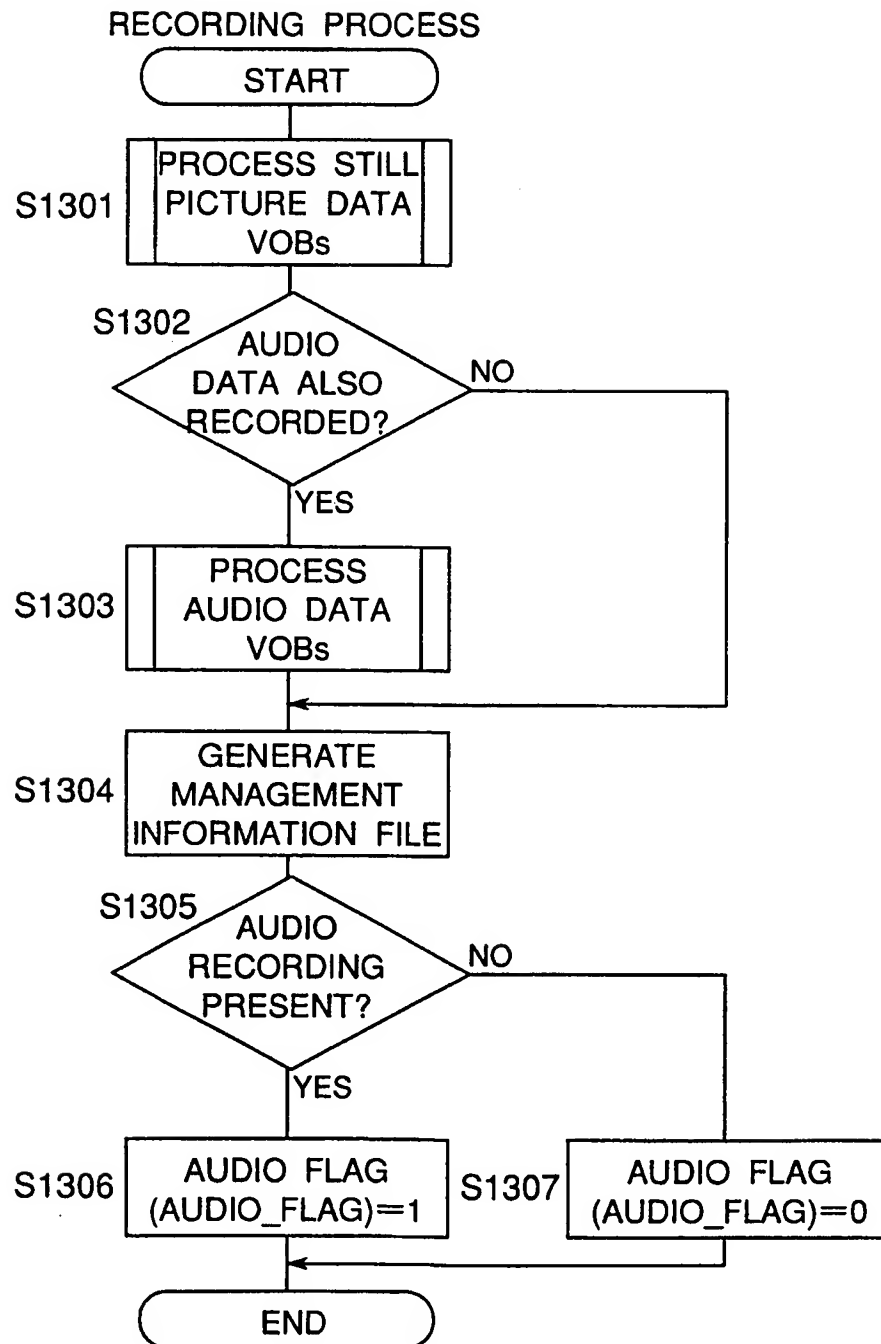 RECORDING PROCESS
START
S1301
PROCESS STILL
PICTURE DATA
VOBs
S1302
AUDIO
DATA ALSO
RECORDED?
NO
YES
S1303
PROCESS
AUDIO DATA
VOBs
S1304
GENERATE
MANAGEMENT
INFORMATION FILE
S1305
AUDIO
RECORDING
PRESENT?
NO
YES
S1306
AUDIO FLAG
(AUDIO_FLAG)=1
S1307
AUDIO FLAG
(AUDIO_FLAG)=0
END